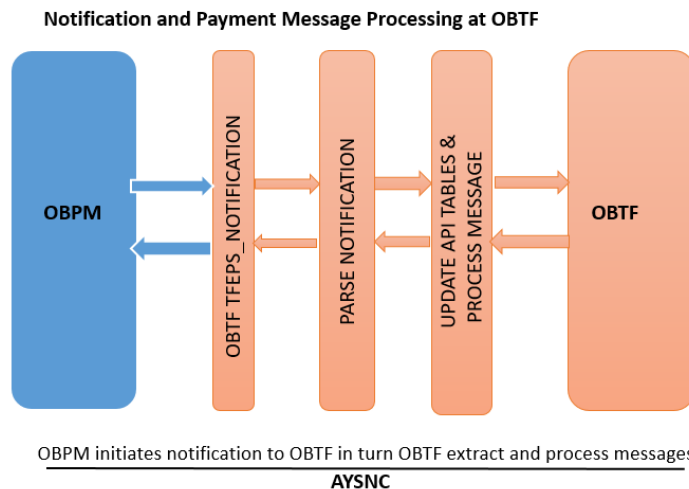 Notification and Payment Message Processing at OBTF
OBPM
OBTF TFEPS_NOTIFICATION
PARSE NOTIFICATION
UPDATE API TABLES &
PROCESS MESSAGE
OBTF
OBPM initiates notification to OBTF in turn OBTF extract and process messages
AYSNC